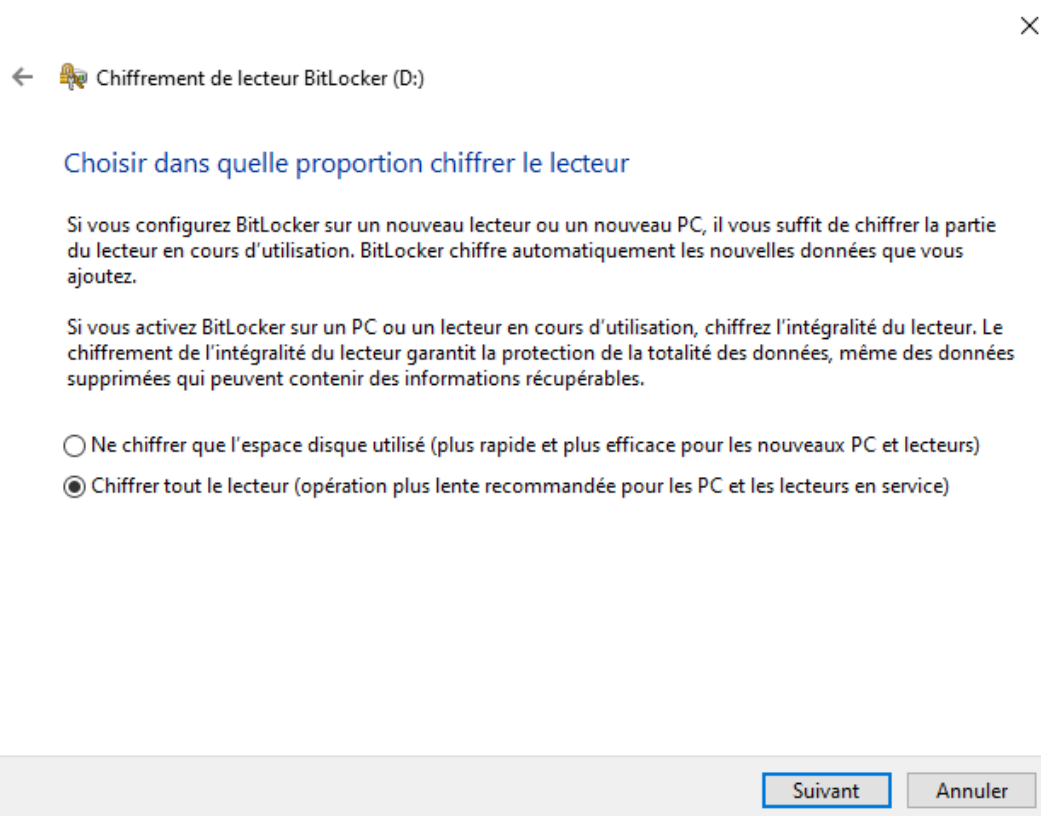 Chiffrement de lecteur BitLocker (D:)
Choisir dans quelle proportion chiffrer le lecteur
Si vous configurez BitLocker sur un nouveau lecteur ou un nouveau PC, il vous suffit de chiffrer la partie
du lecteur en cours d’utilisation. BitLocker chiffre automatiquement les nouvelles données que vous
ajoutez.
Si vous activez BitLocker sur un PC ou un lecteur en cours d’utilisation, chiffrez l’intégralité du lecteur. Le
chiffrement de l’intégralité du lecteur garantit la protection de la totalité des données, même des données
supprimées qui peuvent contenir des informations récupérables.
Ne chiffrer que l’espace disque utilisé (plus rapide et plus efficace pour les nouveaux PC et lecteurs)
Chiffrer tout le lecteur (opération plus lente recommandée pour les PC et les lecteurs en service)
Suivant
Annuler